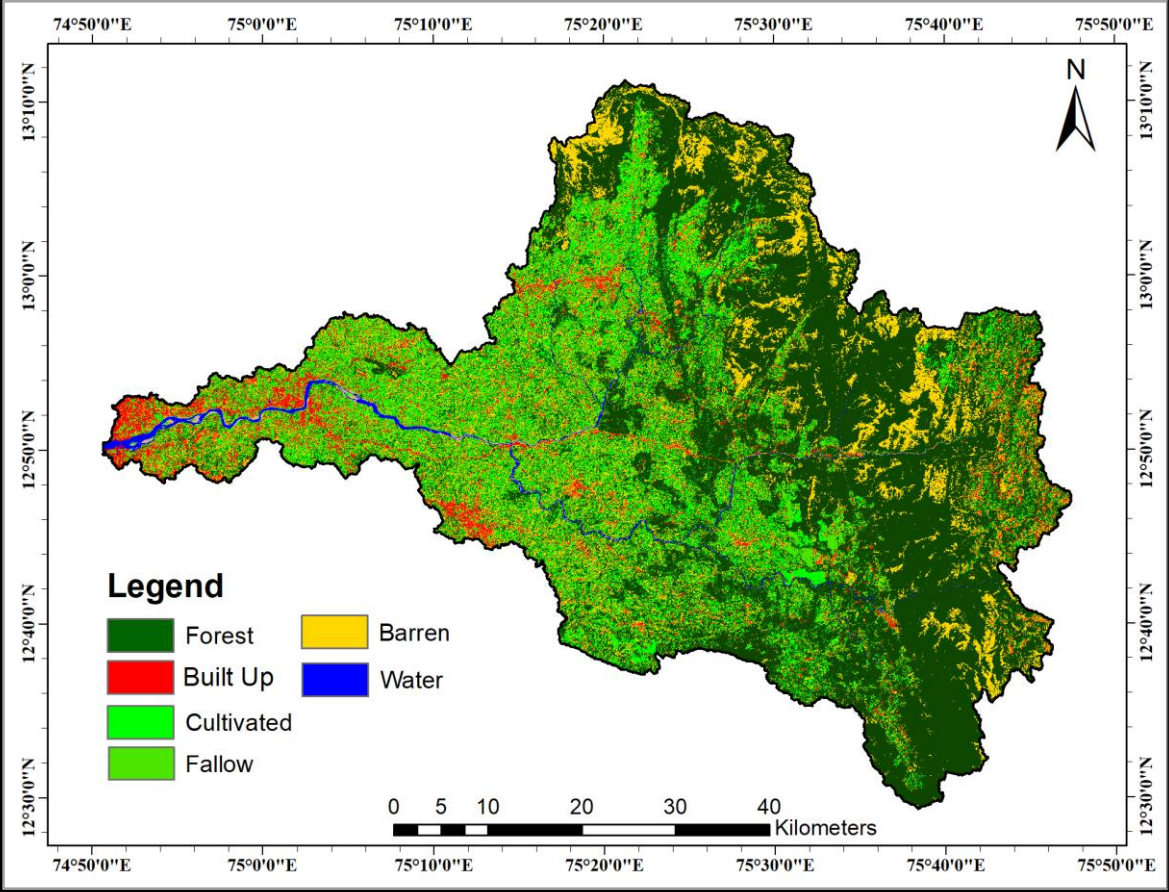 74°50'0"E 75°0'0"E 75°10'0"E 75°20'0"E 75°30'0"E 75°40'0"E 75°50'0"E
N
13°10'0"N 13°10'0"N
13°0'0"N 13°0'0"N
12°50'0"N 12°50'0"N
12°40'0"N 12°40'0"N
12°30'0"N 12°30'0"N
Legend
Forest Barren
Built Up Water
Cultivated
Fallow
0 5 10 20 30 40
Kilometers
74°50'0"E 75°0'0"E 75°10'0"E 75°20'0"E 75°30'0"E 75°40'0"E 75°50'0"E